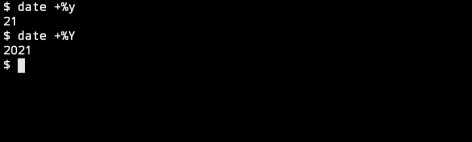 $ date +%y
21
$ date +%Y
2021
$